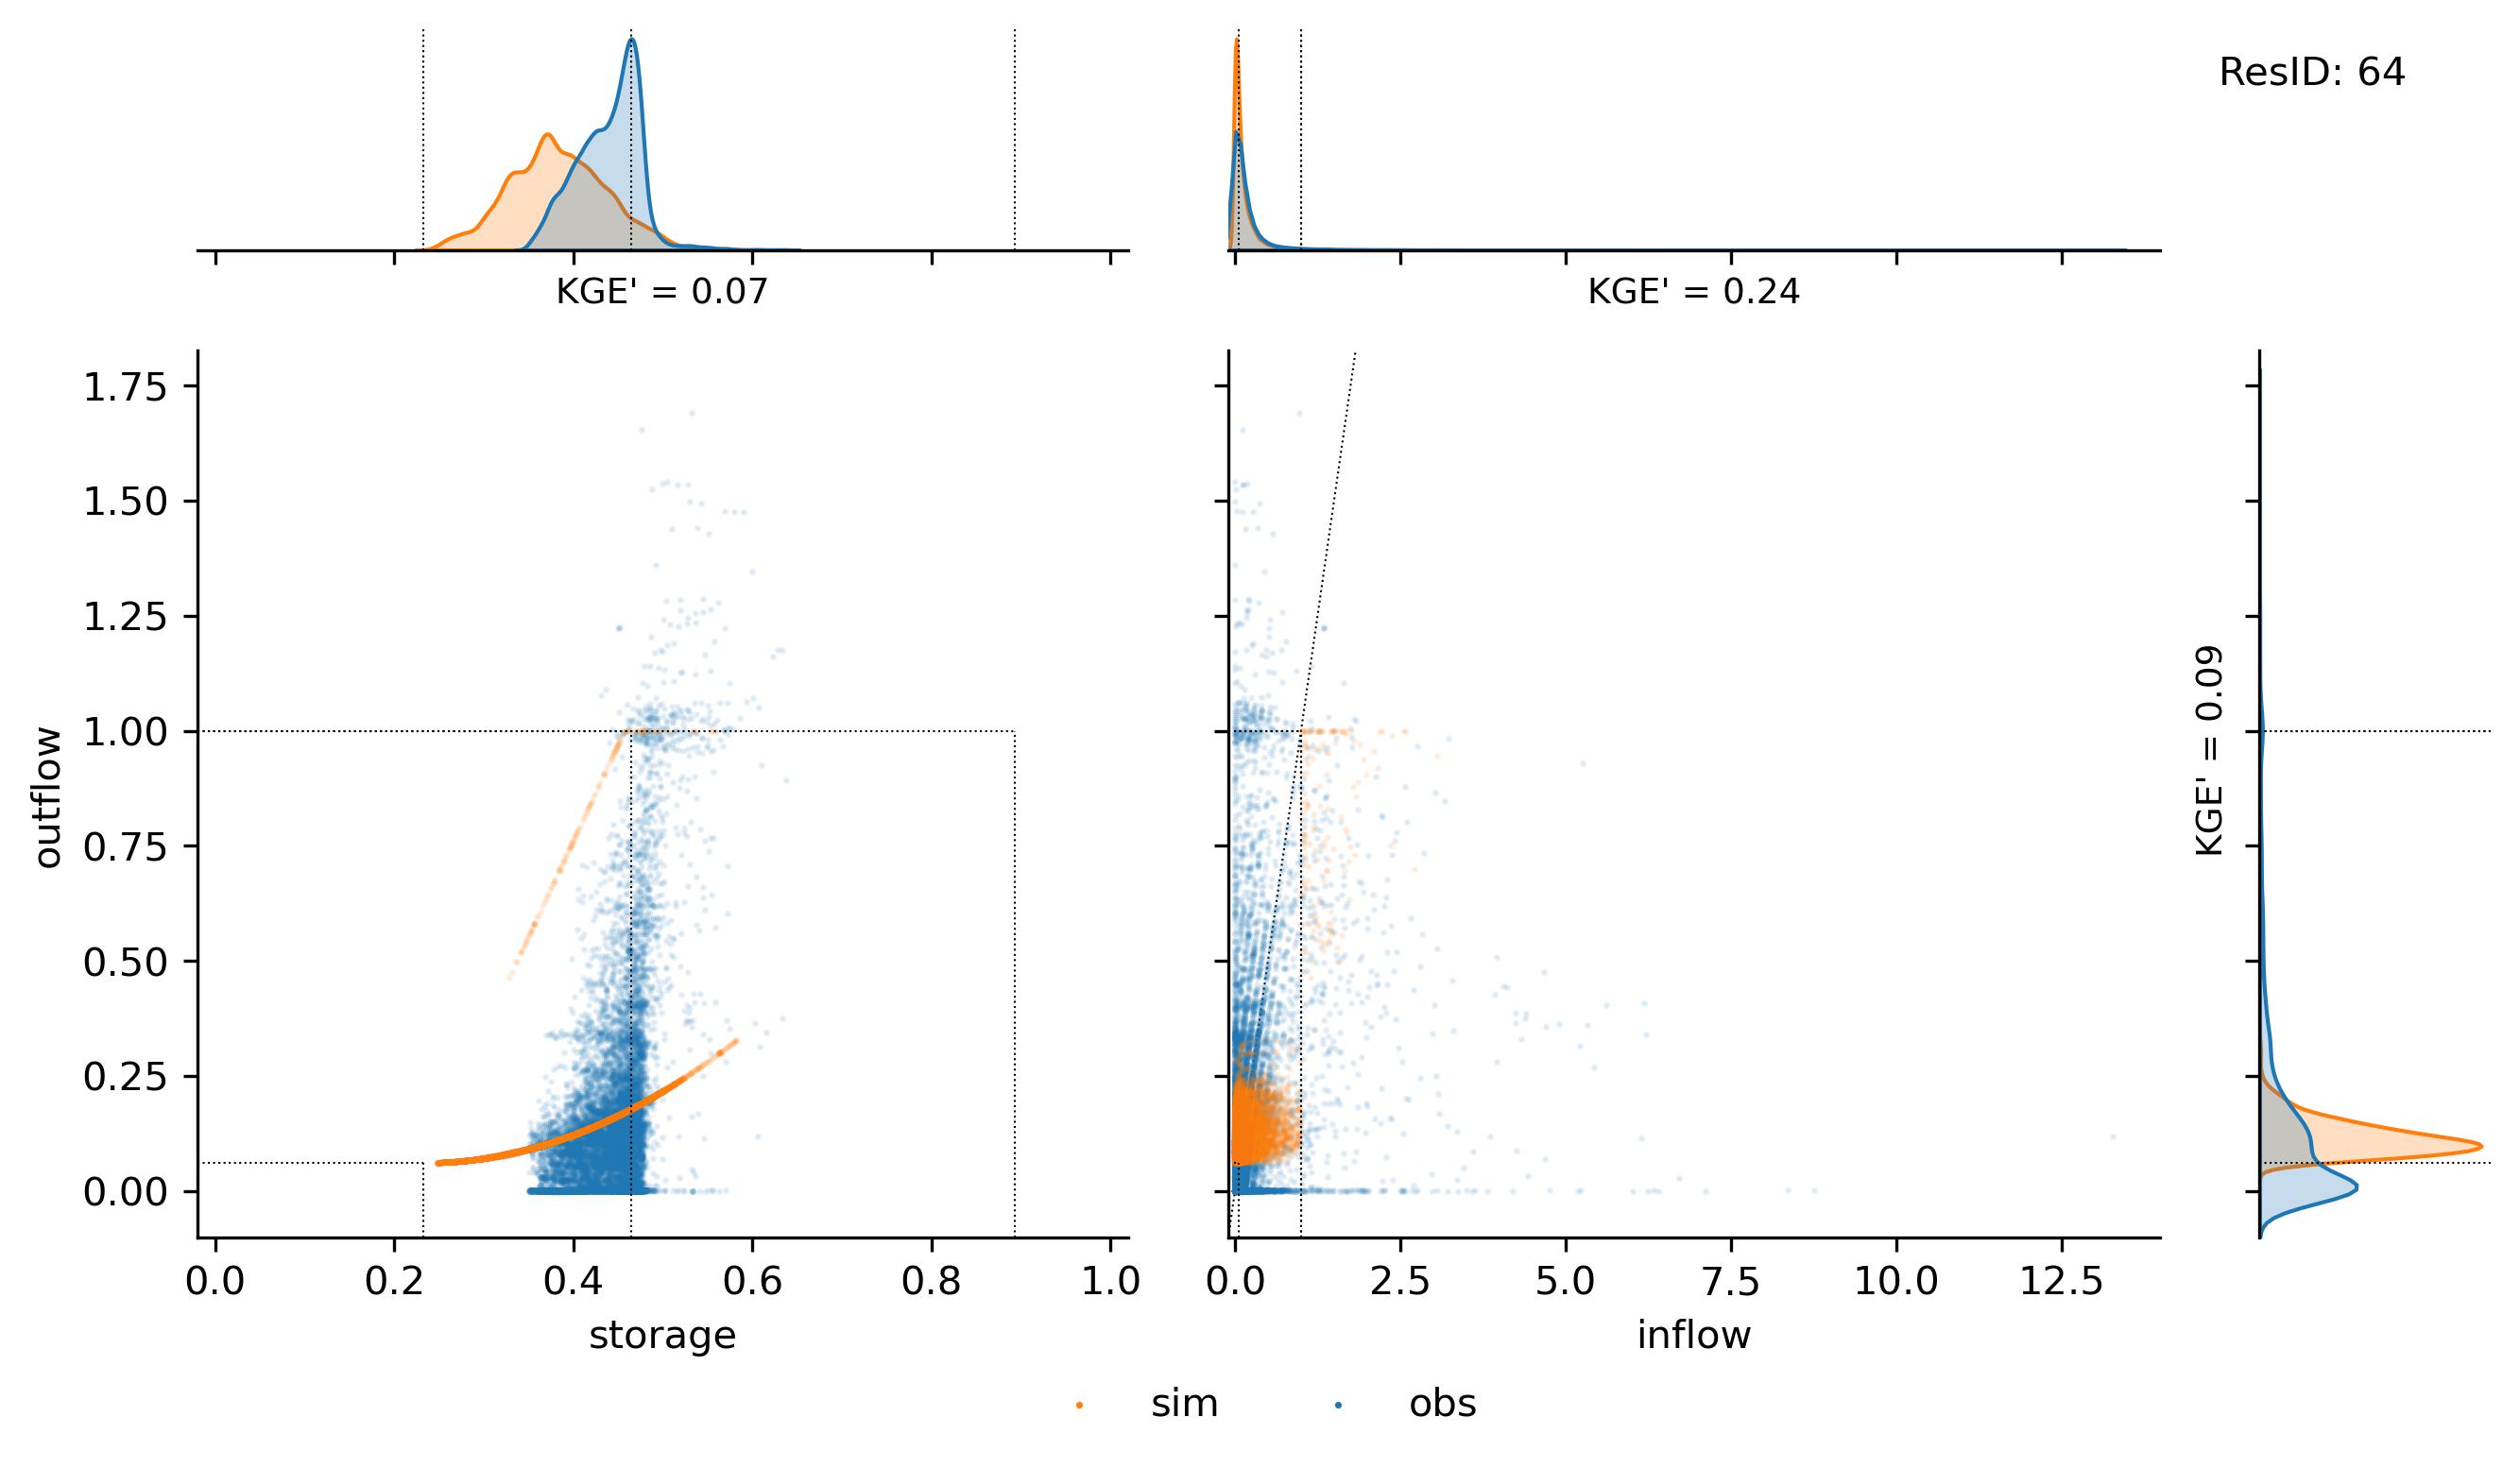 ResID: 64
KGE' = 0.07
KGE' = 0.24
1.75
1.50
1.25
1.00
0.75
0.50
0.25
0.00
outflow
KGE' = 0.09
0.0 0.2 0.4 0.6 0.8 1.0
0.0 2.5 5.0 7.5 10.0 12.5
storage
inflow
sim obs